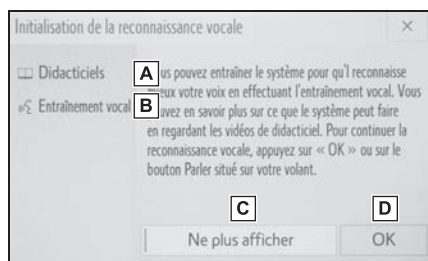 Initialisation de la reconnaissance vocale
Didacticiels
Entraînement vocal
A
B
us pouvez entraîner le système pour qu'l reconnaisse
eux votre voix en effectuant l'entraînement vocal. Vous
uvez en savoir plus sur ce que le système peut faire
en regardant les vidéos de didacticiel. Pour continuer la
reconnaissance vocale, appuyez sur « OK » ou sur le
bouton Parler situé sur votre volant.
C
D
Ne plus afficher
OK